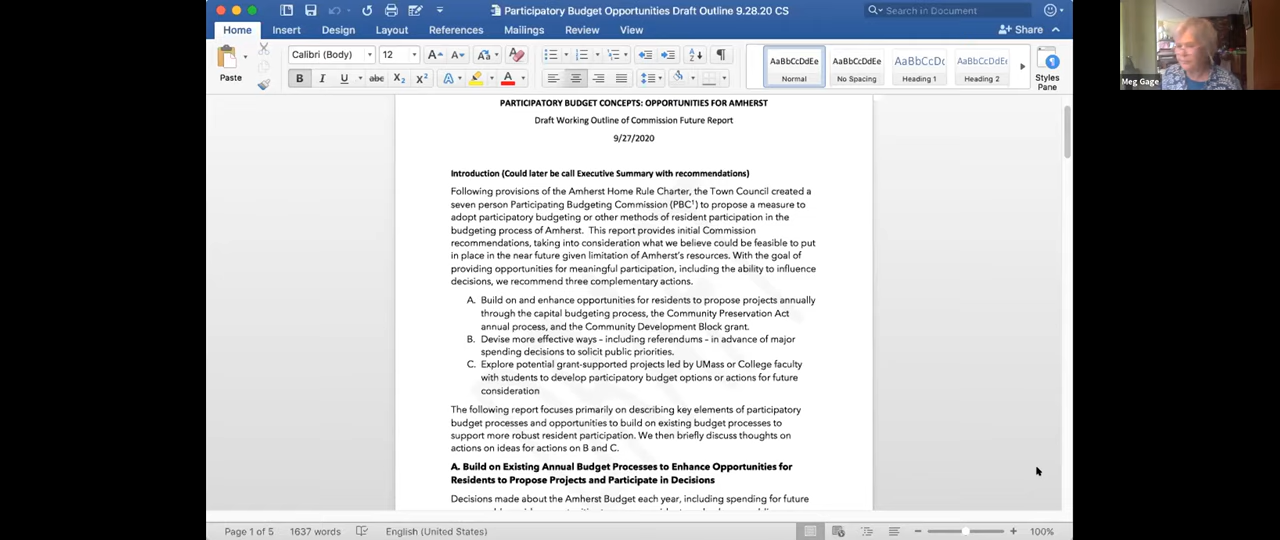 Participatory Budget Opportunities Draft Outline 9.28.20 CS
Search in Document
Home Insert Design Layout References Mailings Review View
Share
Paste
Calibri (Body) 12
B I U abc X₂ X²
AaBbCcDdEe AaBbCcDdEe AaBbCcDc AaBbCcDdEe
Normal No Spacing Heading 1 Heading 2
Styles
Pane
Meg Gage
PARTICIPATORY BUDGET CONCEPTS: OPPORTUNITIES FOR AMHERST
Draft Working Outline of Commission Future Report
9/27/2020
Introduction (Could later be call Executive Summary with recommendations)
Following provisions of the Amherst Home Rule Charter, the Town Council created a
seven person Participating Budgeting Commission (PBC¹) to propose a measure to
adopt participatory budgeting or other methods of resident participation in the
budgeting process of Amherst. This report provides initial Commission
recommendations, taking into consideration what we believe could be feasible to put
in place in the near future given limitation of Amherst's resources. With the goal of
providing opportunities for meaningful participation, including the ability to influence
decisions, we recommend three complementary actions.
A. Build on and enhance opportunities for residents to propose projects annually
through the capital budgeting process, the Community Preservation Act
annual process, and the Community Development Block grant.
B. Devise more effective ways – including referendums – in advance of major
spending decisions to solicit public priorities.
C. Explore potential grant-supported projects led by UMass or College faculty
with students to develop participatory budget options or actions for future
consideration
The following report focuses primarily on describing key elements of participatory
budget processes and opportunities to build on existing budget processes to
support more robust resident participation. We then briefly discuss thoughts on
actions on ideas for actions on B and C.
A. Build on Existing Annual Budget Processes to Enhance Opportunities for
Residents to Propose Projects and Participate in Decisions
Decisions made about the Amherst Budget each year, including spending for future
Page 1 of 5 1637 words English (United States) 100%